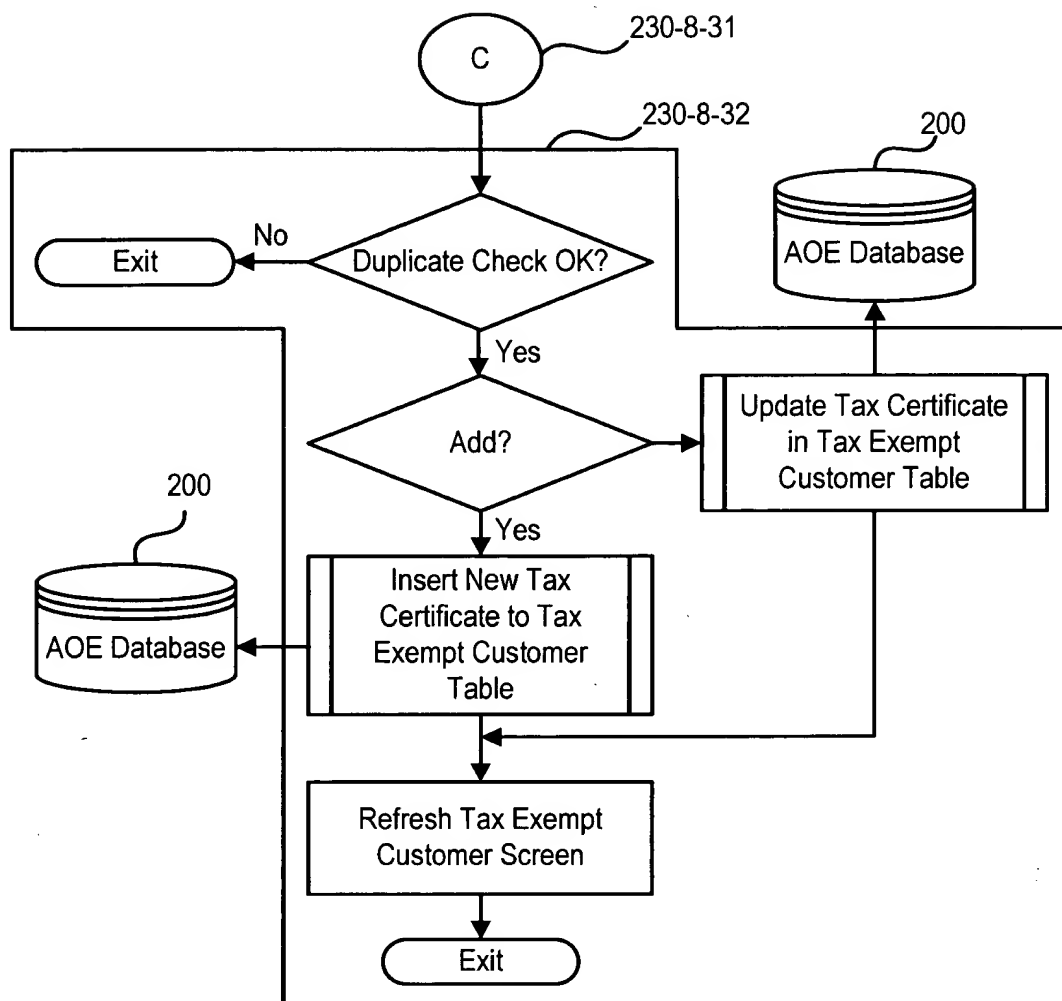 230-8-31
C
230-8-32
200
No
Exit
Duplicate Check OK?
AOE Database
Yes
Add?
Update Tax Certificate
in Tax Exempt
Customer Table
200
Yes
Insert New Tax
Certificate to Tax
Exempt Customer
Table
AOE Database
Refresh Tax Exempt
Customer Screen
Exit